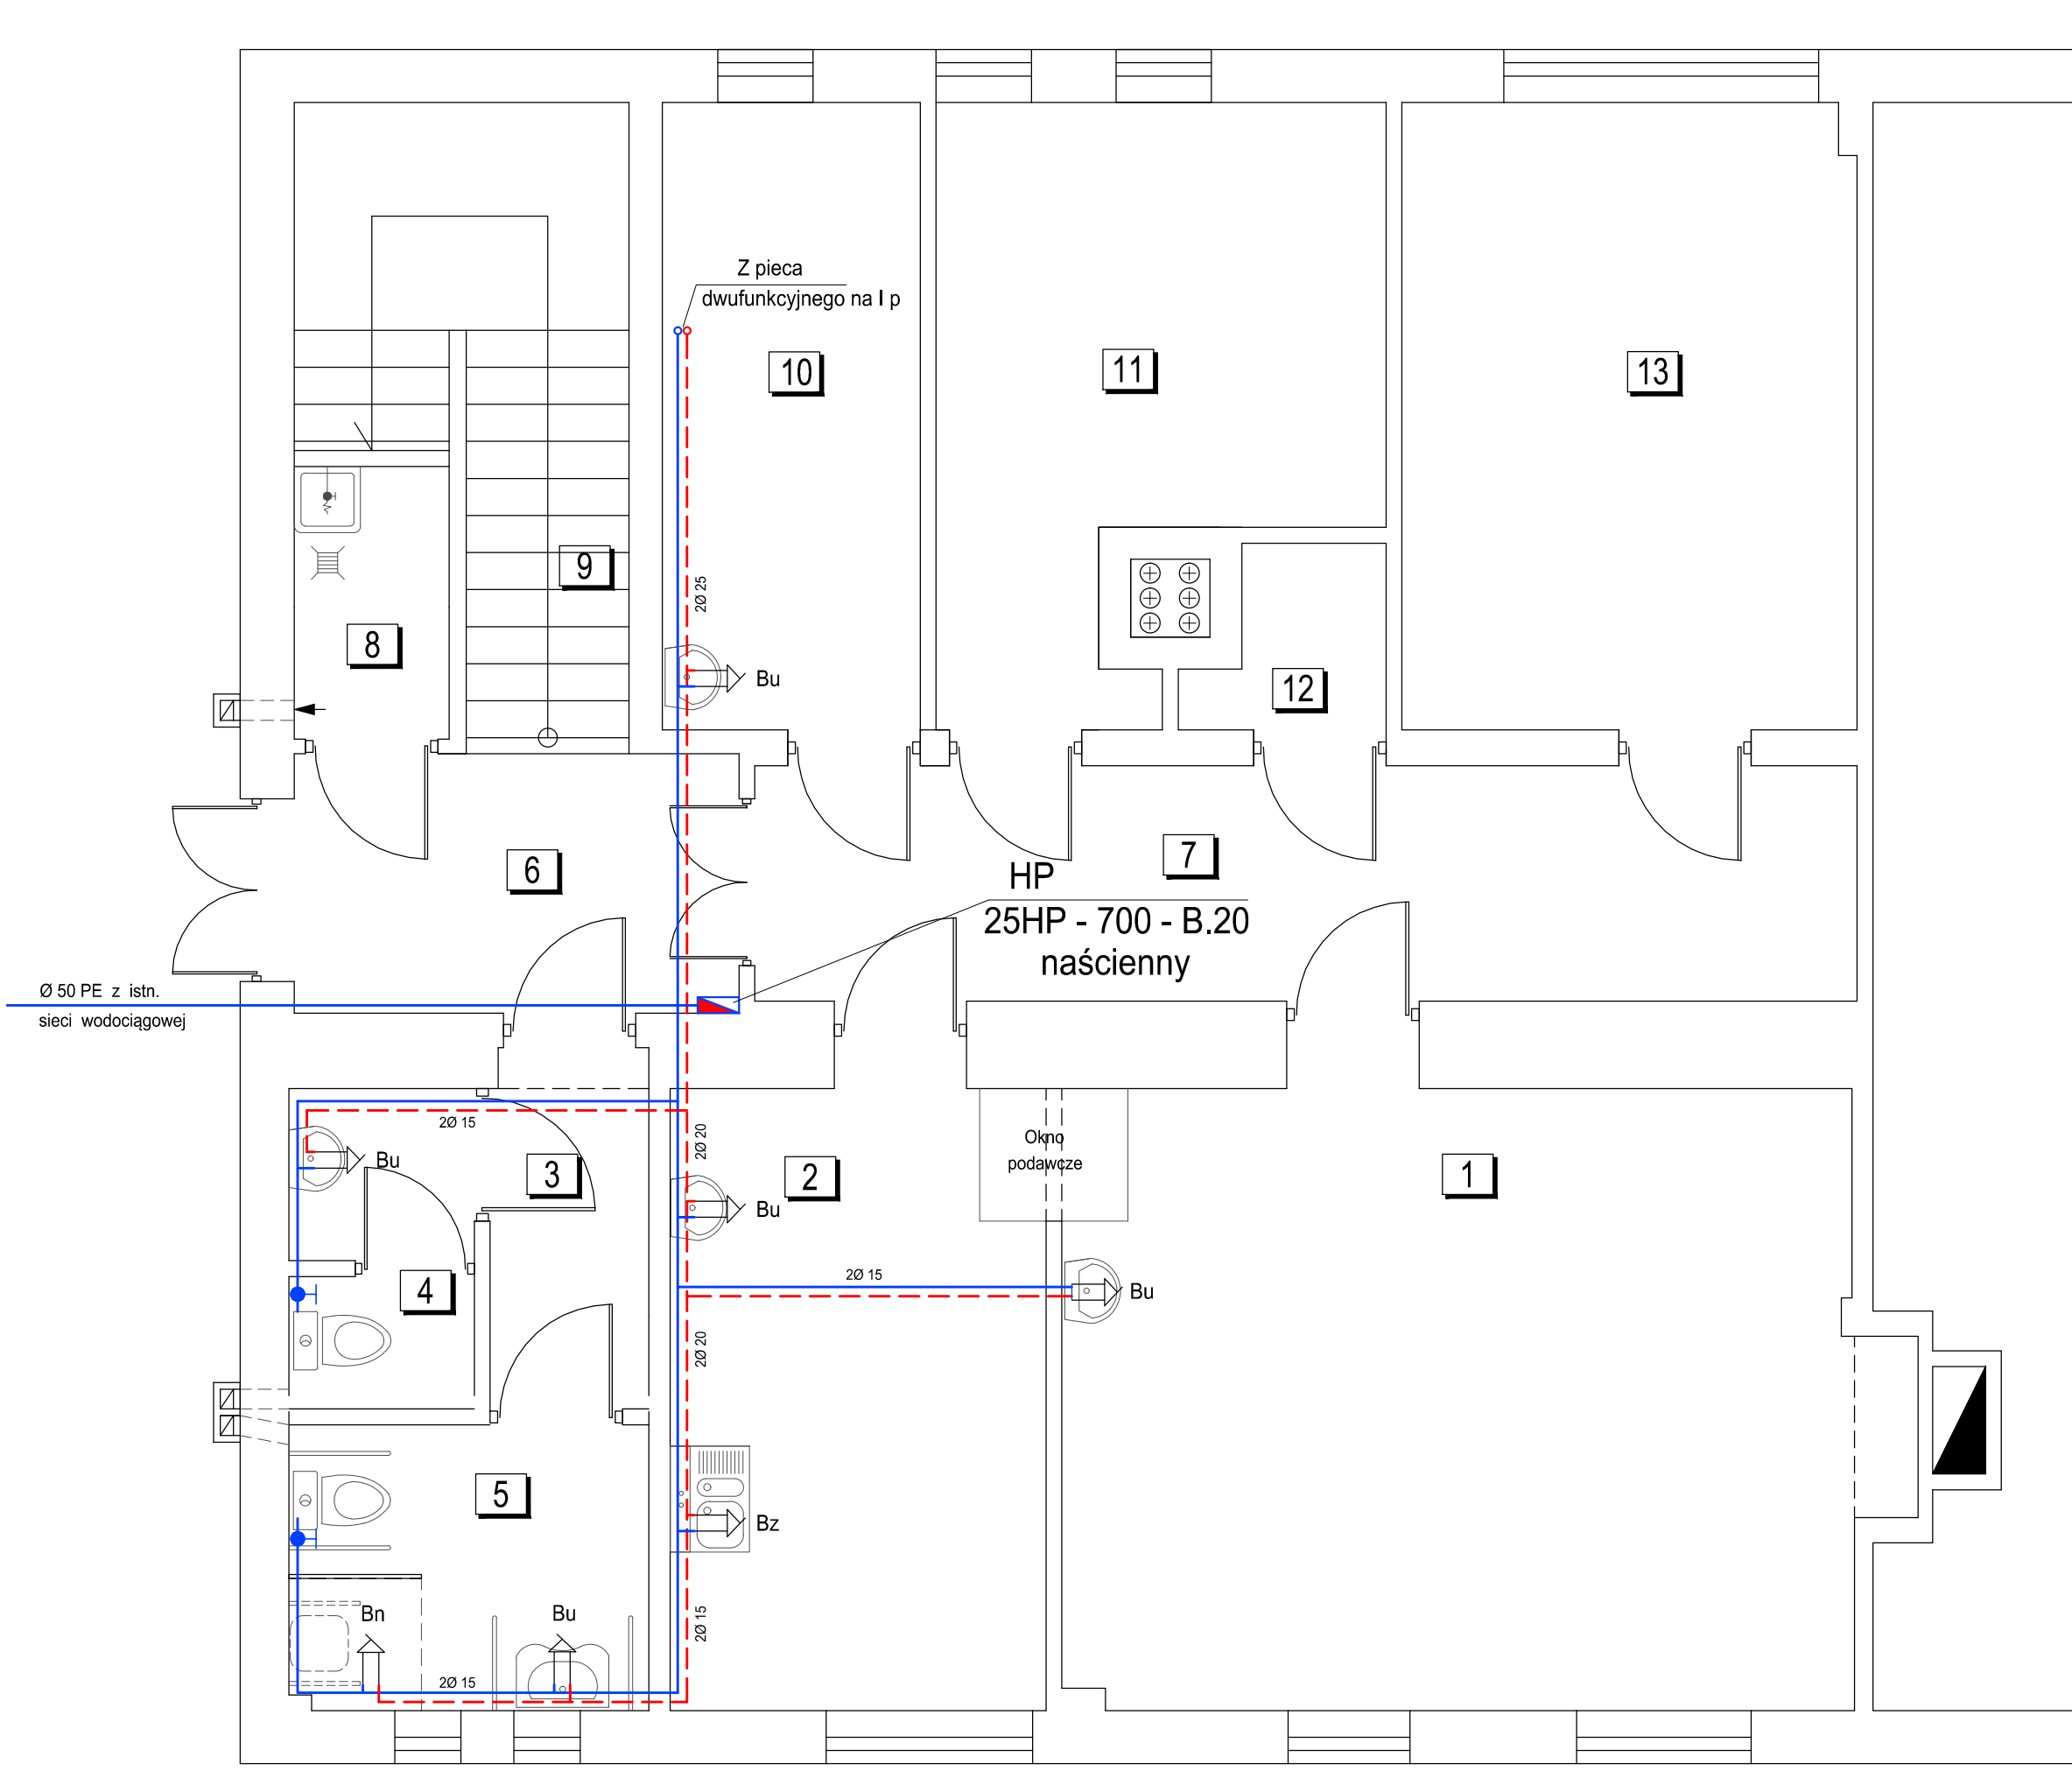 Z pieca
dwufunkcyjnego na I p
10
11
13
2Ø 25
9
8
Bu
12
6
7
HP
25HP - 700 - B.20
naścienny
Ø 50 PE z istn.
sieci wodociągowej
2Ø 15
2Ø 20
Okno
podawcze
Bu
3
2
1
Bu
4
2Ø 15
Bu
2Ø 20
5
Bz
Bn
Bu
2Ø 15
2Ø 15